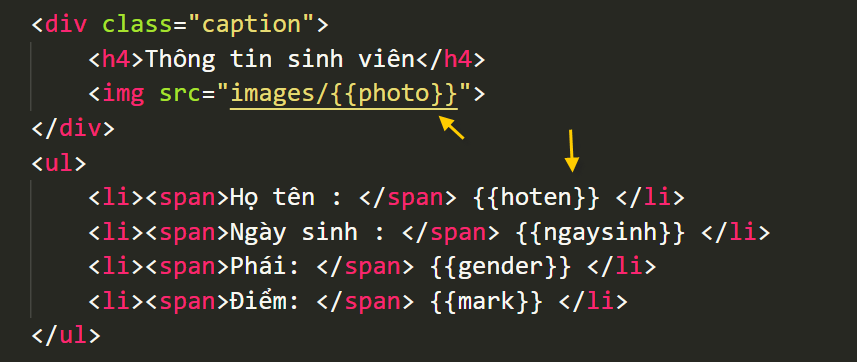 <div class="caption">
<h4>Thông tin sinh viên</h4>
<img src="images/{{photo}}">
</div>
<ul>
<li><span>Họ tên : </span> {{hoten}} </li>
<li><span>Ngày sinh : </span> {{ngaysinh}} </li>
<li><span>Phái: </span> {{gender}} </li>
<li><span>Điểm: </span> {{mark}} </li>
</ul>